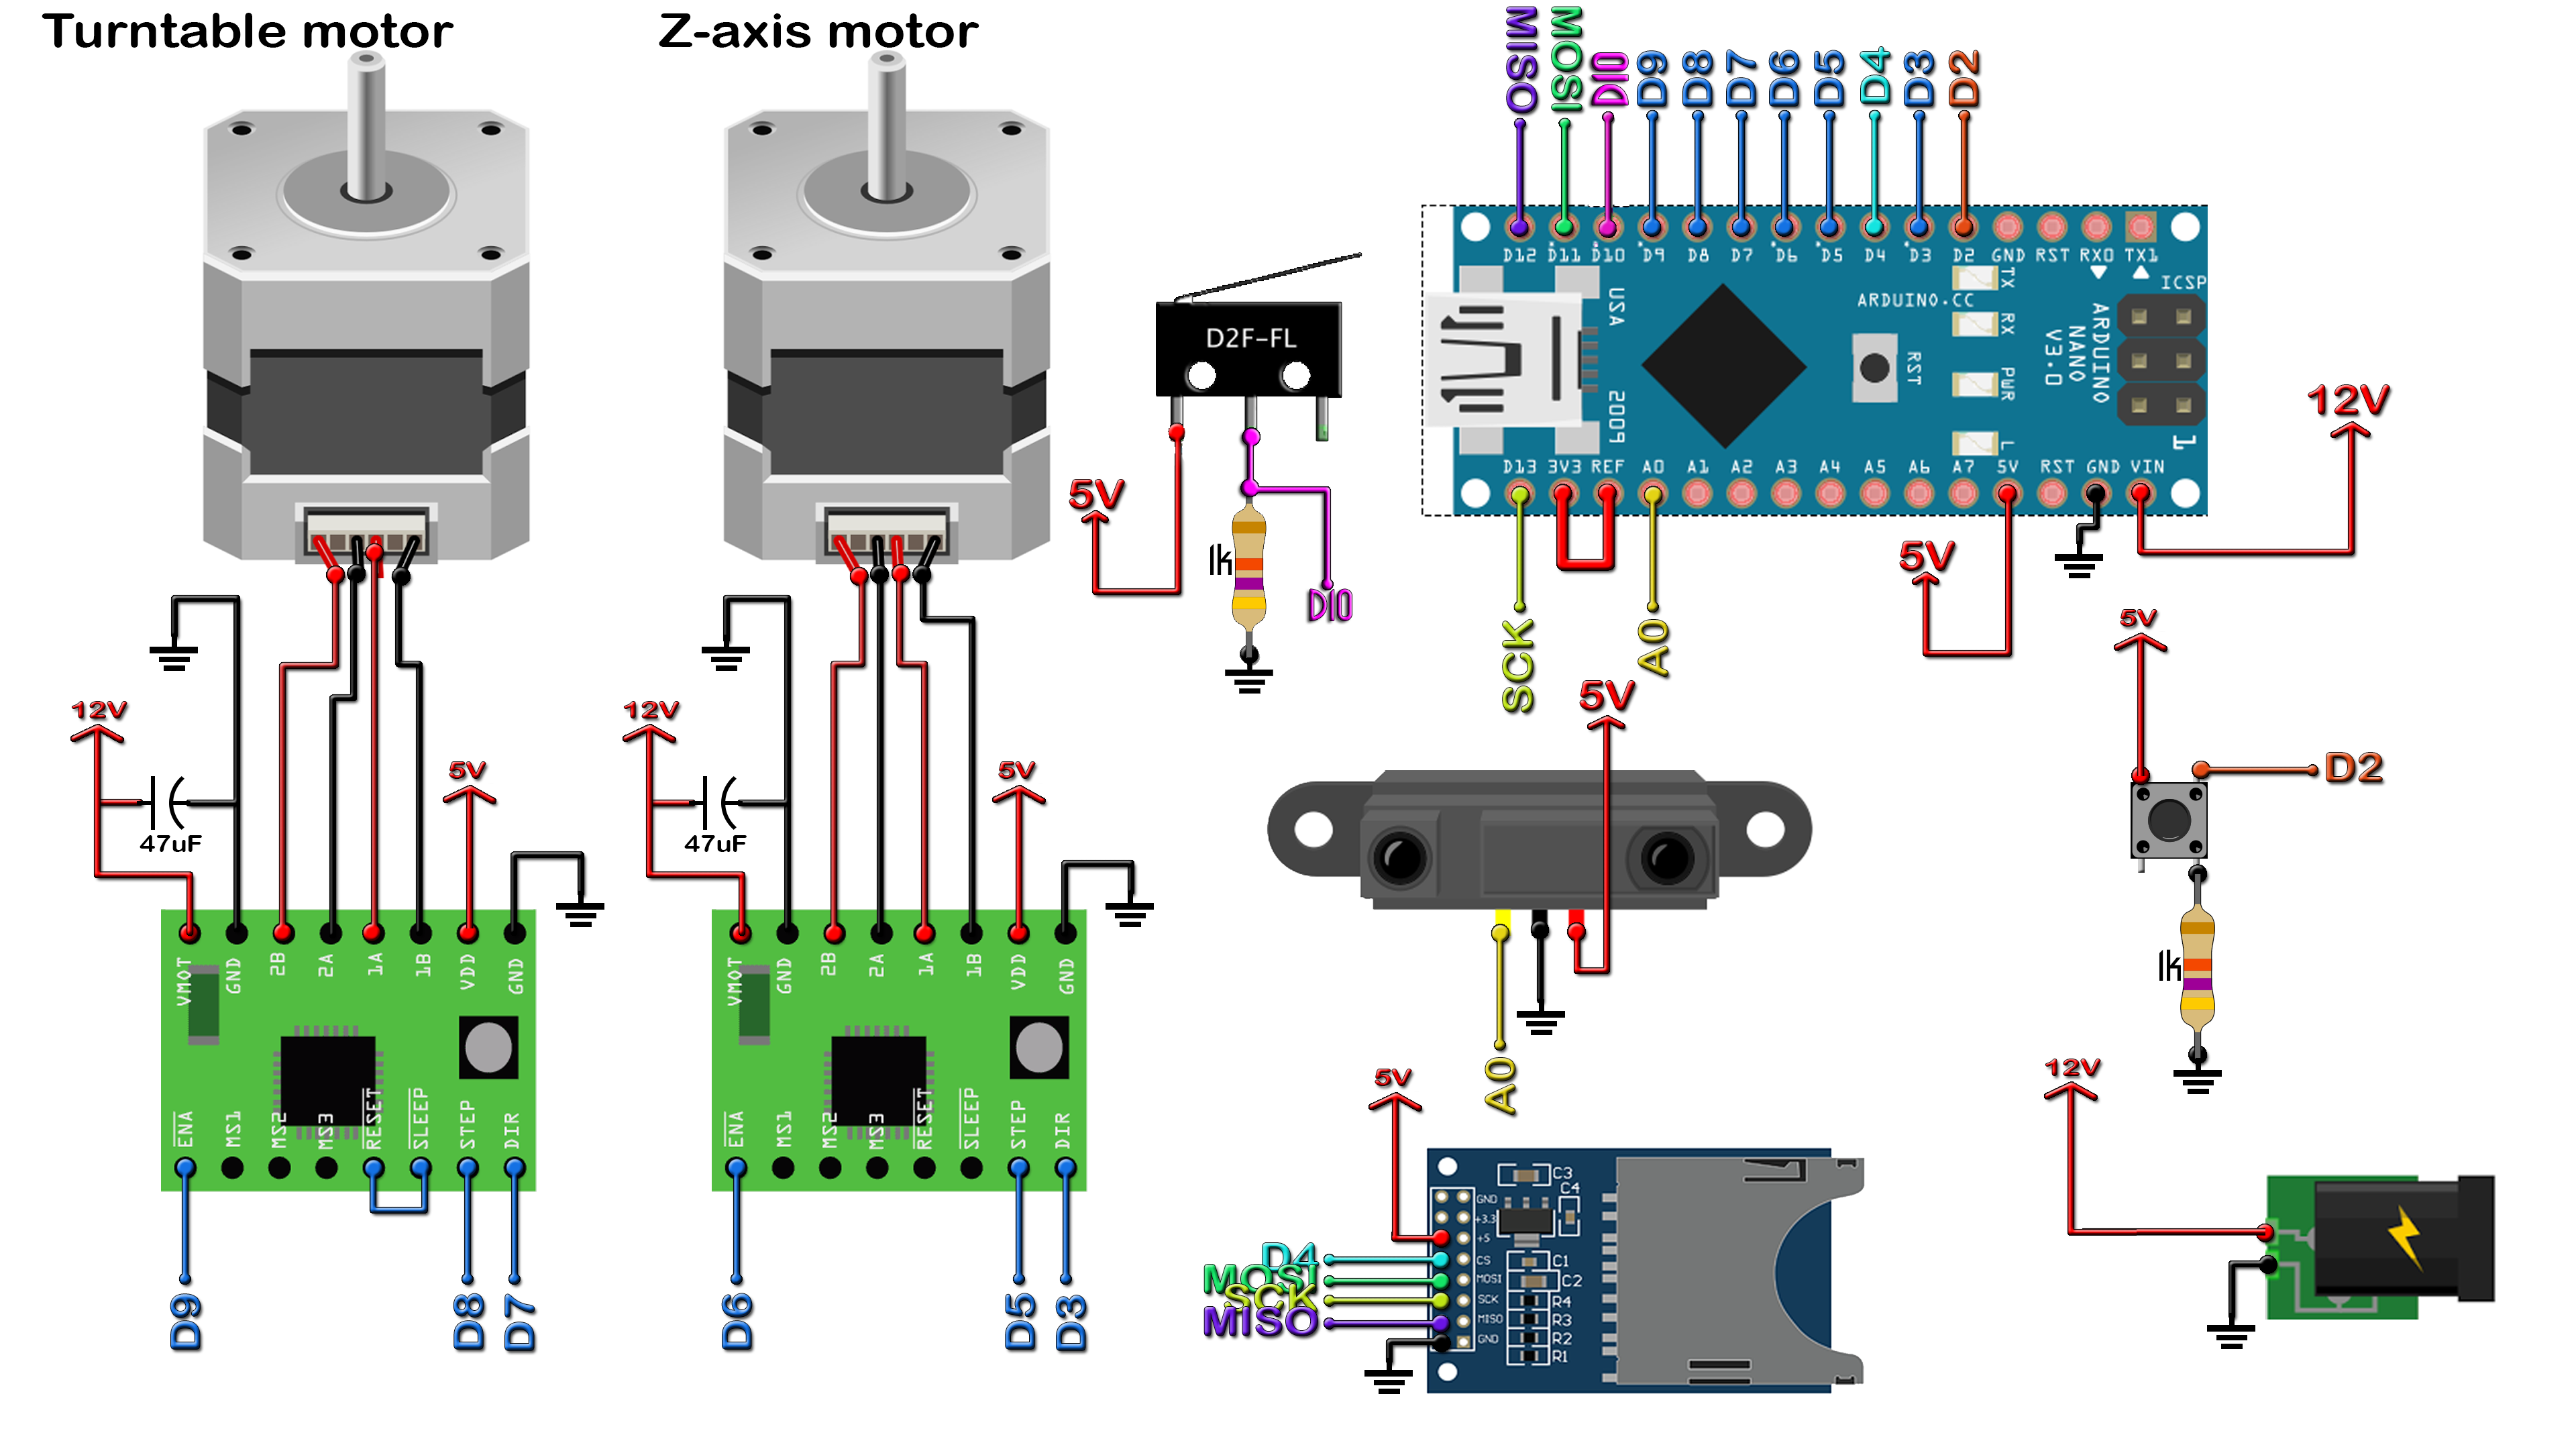 Turntable motor
Z-axis motor
OSIW
ISOW
D10
D9
D8
D7
D6
D5
D4
D3
D2
D12 D11 D10 D9 D8 D7 D6 D5 D4 D3 D2 GND RST RX0 TX1
TX
RX
PWR
L
ICSP
ARDUINO.CC
USA
2009
RST
ARDUINO
NANO
V3.0
1
D13 3V3 REF A0 A1 A2 A3 A4 A5 A6 A7 5V RST GND VIN
12V
5V
SCK
A0
D2F-FL
5V
1k
D10
5V
D2
1k
12V
47uF
5V
VMOT GND 2B 2A 1A 1B VDD GND
ENA MS1 MS2 MS3 RESET SLEEP STEP DIR
D9
D8
D7
12V
47uF
5V
VMOT GND 2B 2A 1A 1B VDD GND
ENA MS1 MS2 MS3 RESET SLEEP STEP DIR
D6
D5
D3
5V
A0
5V
D4
MOSI
SCK
MISO
GND
+3.3
+5
CS
MOSI
SCK
MISO
GND
C3
C4
C1
C2
R4
R3
R2
R1
12V